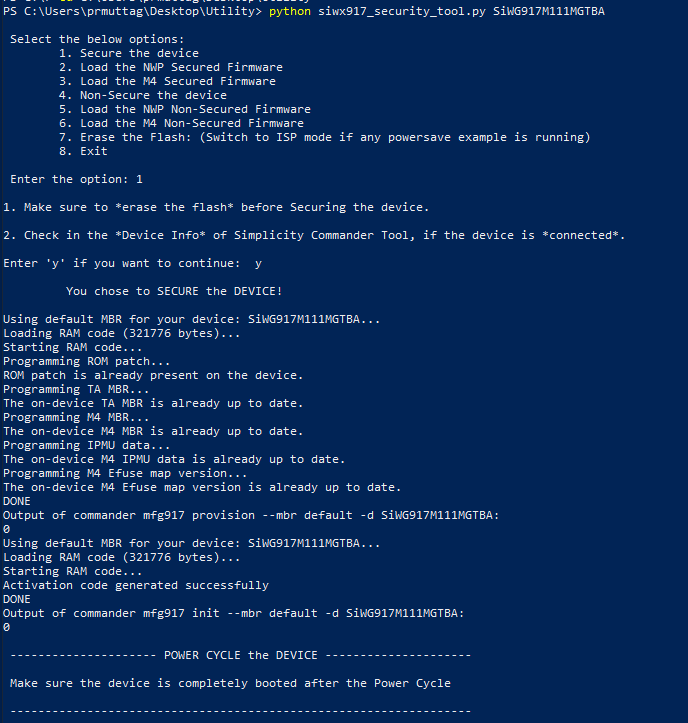 PS C:\Users\prmuttag\Desktop\Utility> python siwx917_security_tool.py SiWG917M111MGTBA
Select the below options:
1. Secure the device
2. Load the NWP Secured Firmware
3. Load the M4 Secured Firmware
4. Non-Secure the device
5. Load the NWP Non-Secured Firmware
6. Load the M4 Non-Secured Firmware
7. Erase the Flash: (Switch to ISP mode if any powersave example is running)
8. Exit
Enter the option: 1
1. Make sure to *erase the flash* before Securing the device.
2. Check in the *Device Info* of Simplicity Commander Tool, if the device is *connected*.
Enter 'y' if you want to continue:  y
You chose to SECURE the DEVICE!
Using default MBR for your device: SiWG917M111MGTBA...
Loading RAM code (321776 bytes)...
Starting RAM code...
Programming ROM patch...
ROM patch is already present on the device.
Programming TA MBR...
The on-device TA MBR is already up to date.
Programming M4 MBR...
The on-device M4 MBR is already up to date.
Programming IPMU data...
The on-device M4 IPMU data is already up to date.
Programming M4 Efuse map version...
The on-device M4 Efuse map version is already up to date.
DONE
Output of commander mfg917 provision --mbr default -d SiWG917M111MGTBA:
0
Using default MBR for your device: SiWG917M111MGTBA...
Loading RAM code (321776 bytes)...
Starting RAM code...
Activation code generated successfully
DONE
Output of commander mfg917 init --mbr default -d SiWG917M111MGTBA:
0
--------------------- POWER CYCLE the DEVICE ---------------------
Make sure the device is completely booted after the Power Cycle
------------------------------------------------------------------